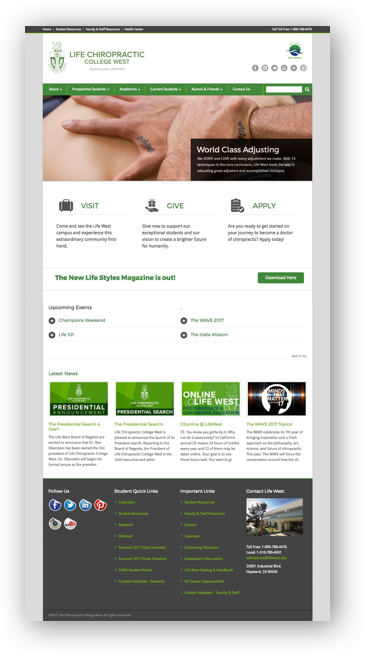 Home | Student Resources | Faculty & Staff Resources | Health Center
Call Toll Free: 1-800-788-4476
LIFE CHIROPRACTIC
COLLEGE WEST
Express your potential
About
Prospective Students
Academics
Current Students
Alumni & Friends
Contact Us
World Class Adjusting
We GIVE and LOVE with every adjustment we make. With 13
techniques in the core curriculum, Life West leads the way in
educating great adjustors and accomplished clinicians.
VISIT
Come and see the Life West
campus and experience this
extraordinary community first-
hand.
GIVE
Give now to support our
exceptional students and our
vision to create a brighter future
for humanity.
APPLY
Are you ready to get started on
your journey to become a doctor
of chiropractic? Apply today!
The New Life Styles Magazine is out!
Download Here
Upcoming Events
Champions Weekend
The WAVE 2017
Life 101
The India Mission
Back to top
Latest News
PRESIDENTIAL
ANNOUNCEMENT
The Presidential Search is
Over!
The Life West Board of Regents are
excited to announce that Dr. Ron
Oberstein has been named the 3rd
president of Life Chiropractic College
West. Dr. Oberstein will begin his
formal tenure as the president
PRESIDENTIAL SEARCH
The Presidential Search!
Life Chiropractic College West is
pleased to announce the launch of its
President search. Reporting to the
Board of Regents, the President of
Life Chiropractic College West is the
chief executive and admi
ONLINE
@LIFE WEST
POSTGRADUATE &
CONTINUING EDUCATION
CEonline @ LifeWest
CE. You know you gotta do it. Why
not do it awesomely? In California
annual CE means 24 hours of credits
every year and 12 of them may be
taken online. Your goal is to use
those hours well. You want to gr
MINDS
THAT
MATTER
The WAVE 2017 Topics!
The WAVE celebrates its 7th year of
bringing inspiration and a fresh
approach on the philosophy, art,
science and future of chiropractic.
This year, The WAVE will focus the
conversation around how the ch
Follow Us
Student Quick Links
Calendars
Student Resources
Research
Webmail
Summer 2017 Class Schedule
Summer 2017 Finals Schedule
CAMS Student Portal
Contact Helpdesk - Students
Important Links
Student Resources
Faculty & Staff Resources
Careers
Calendars
Continuing Education
Graduation Information
Life West Catalog & Handbook
DC Career Opportunities
Contact Helpdesk - Faculty & Staff
Contact Life West
Toll Free: 1-800-788-4476
Local: 1-510-780-4500
admissions@lifewest.edu
25001 Industrial Blvd.
Hayward, CA 94545
©2017 Life Chiropractic College West. All rights reserved.